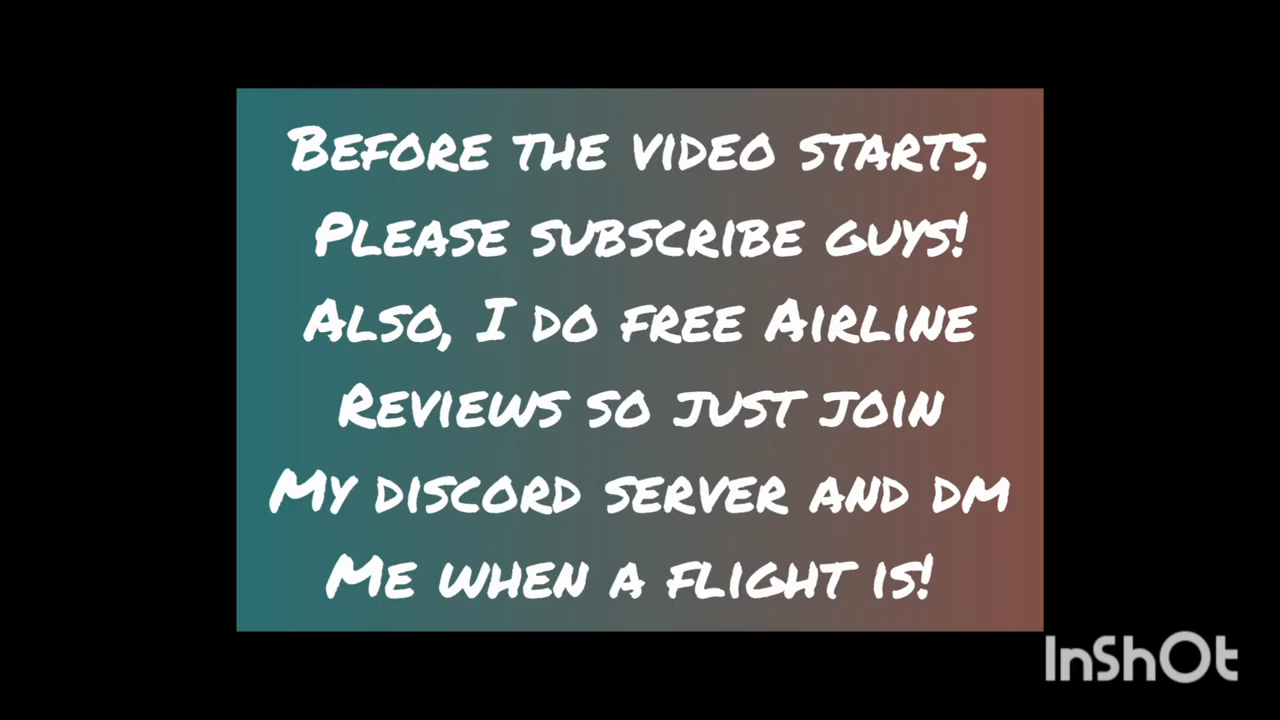 Before the video starts,
Please subscribe guys!
Also, I do free Airline
Reviews so just join
My discord server and dm
Me when a flight is!
InShOt